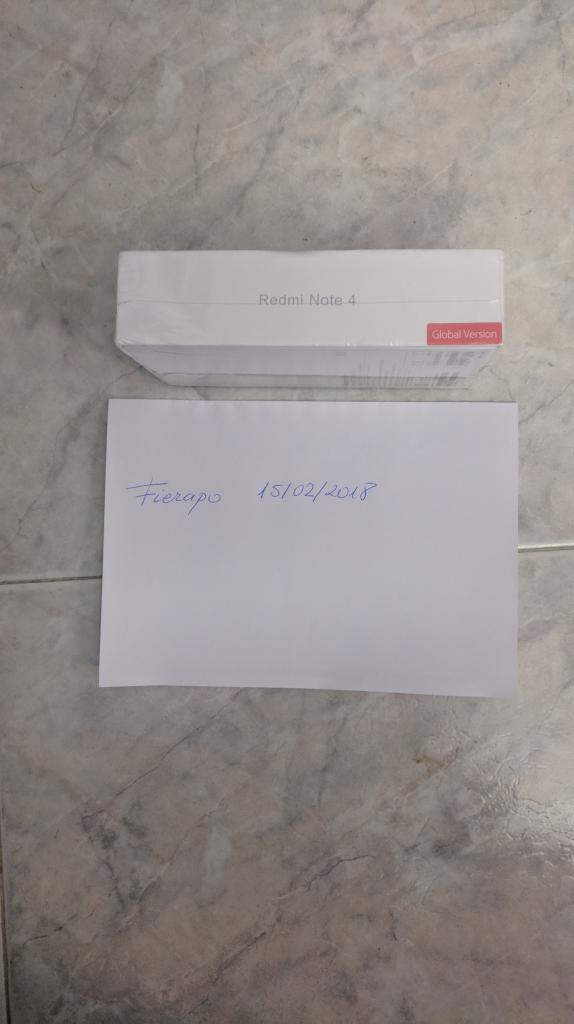 Redmi Note 4
Global Version
Fierapo 15/02/2018